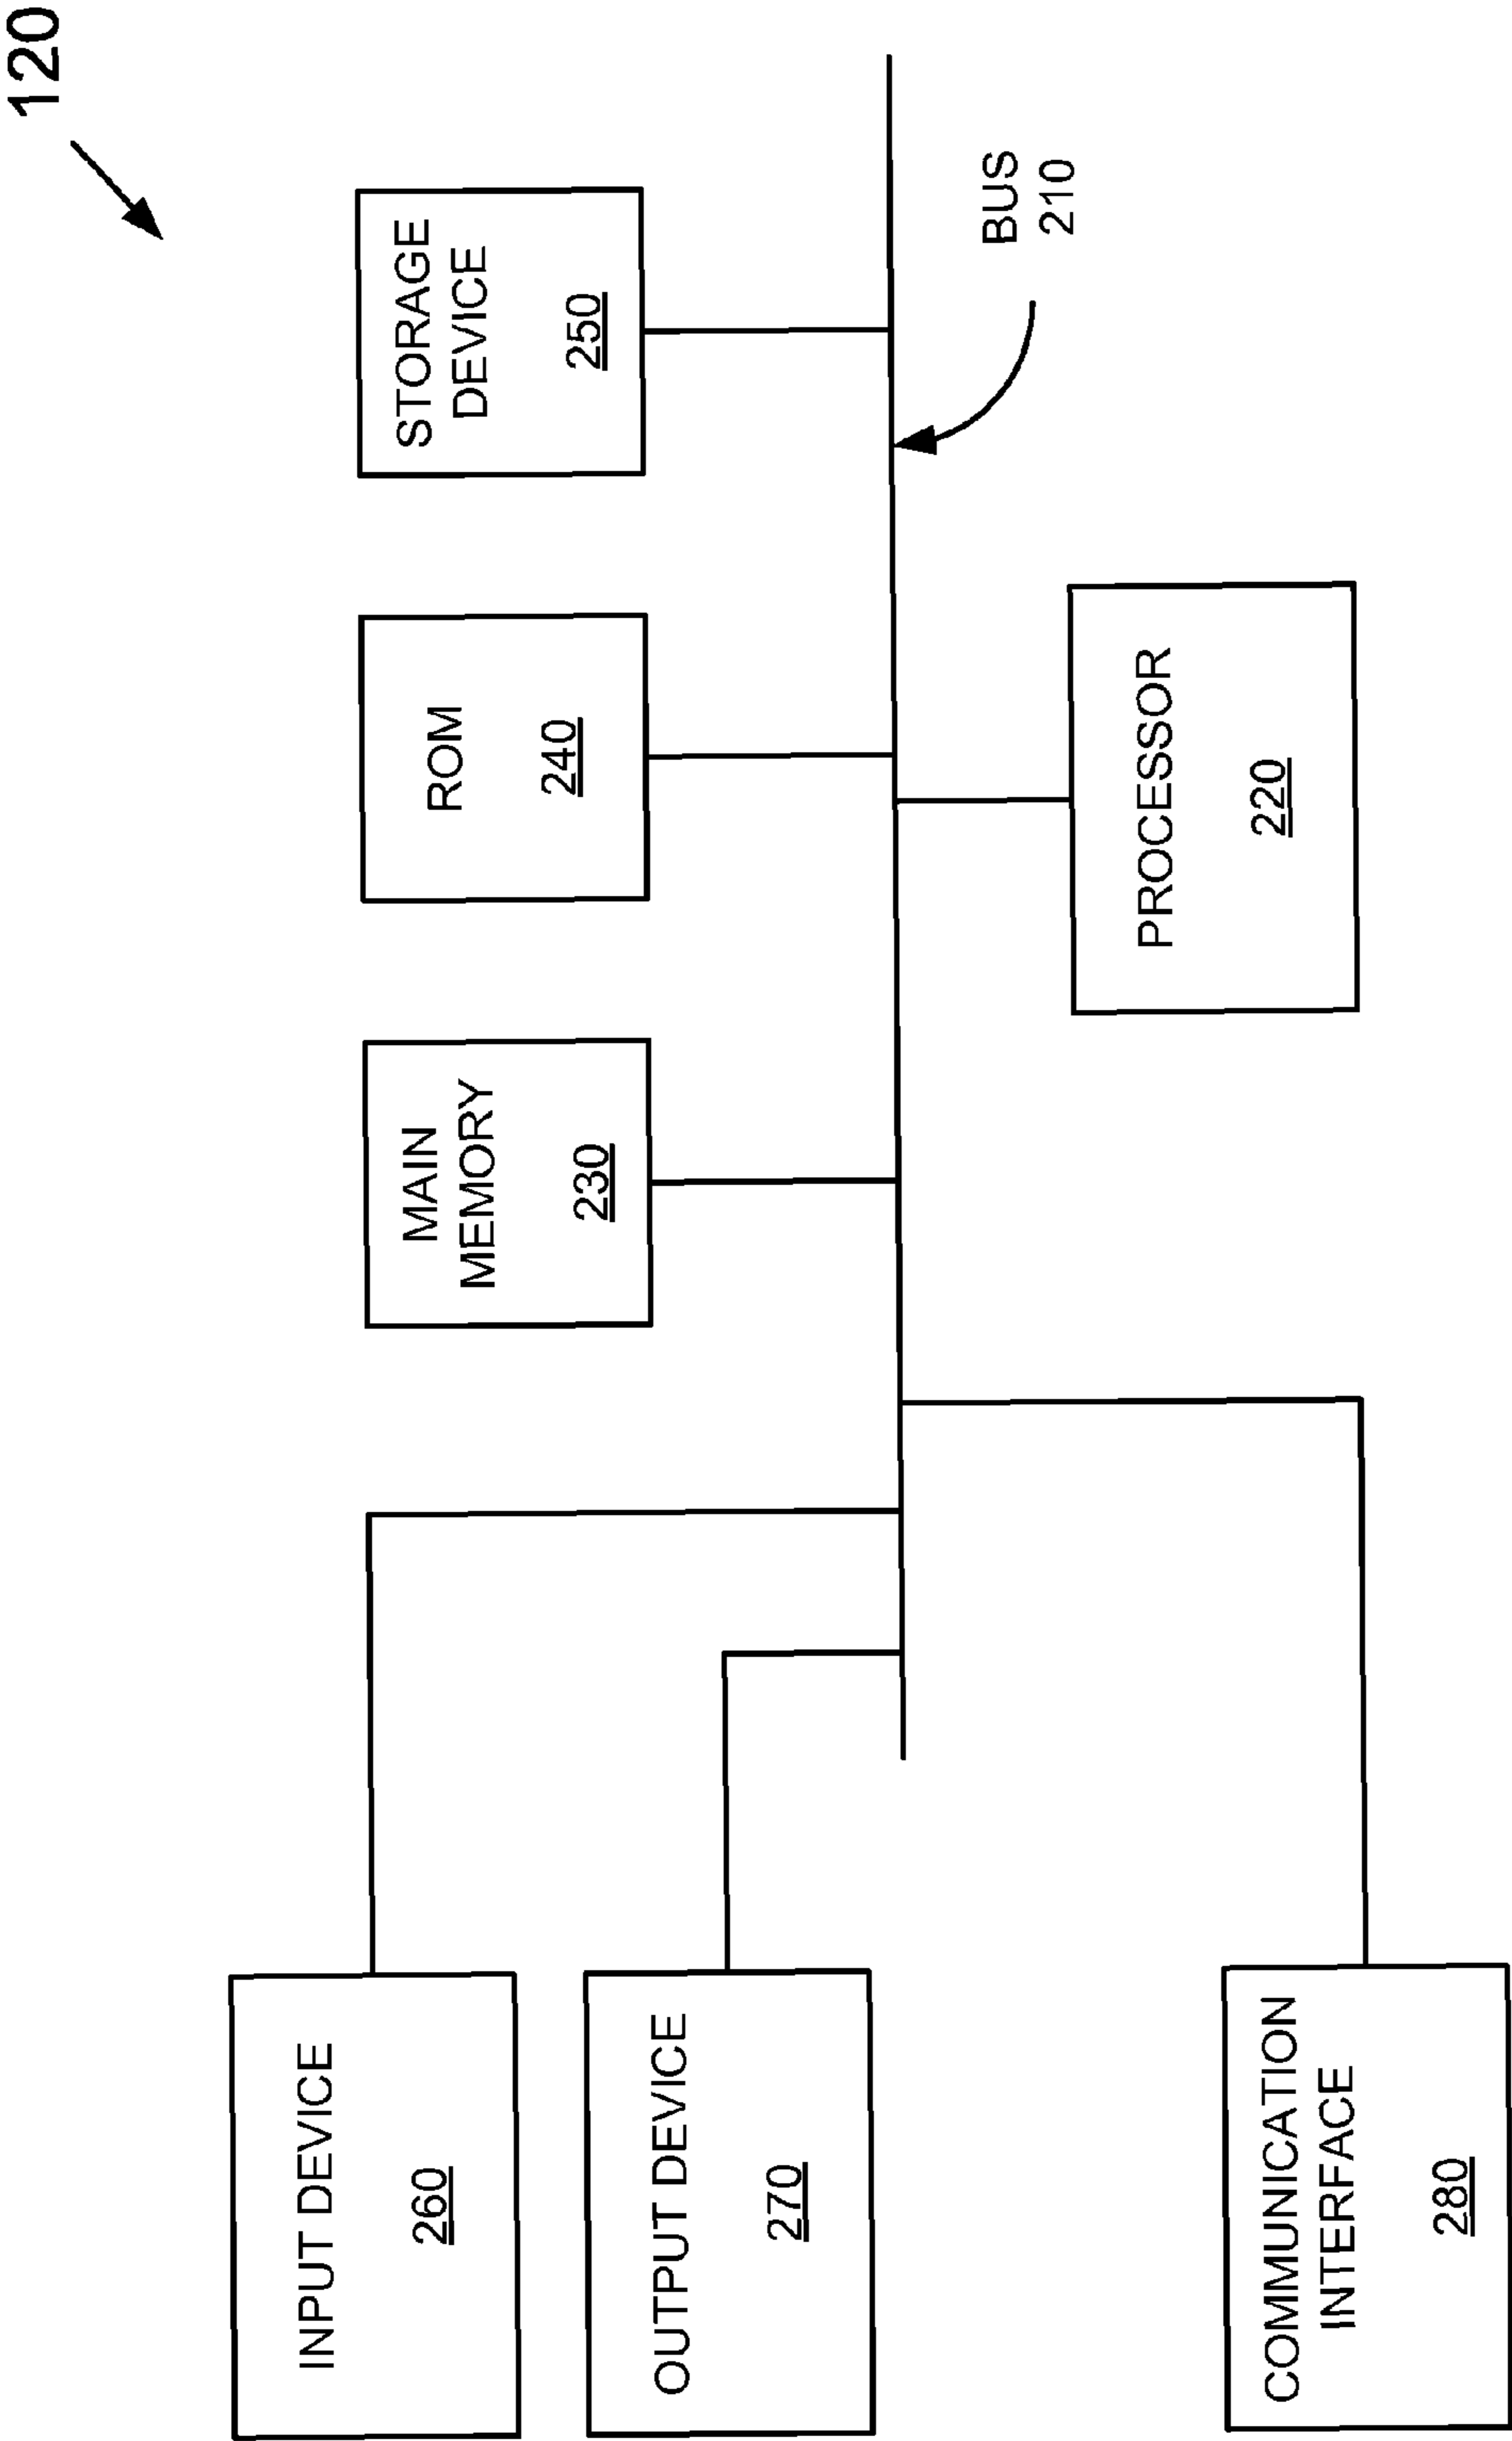 120
STORAGE
DEVICE
250
ROM
240
MAIN
MEMORY
230
BUS
210
PROCESSOR
220
INPUT DEVICE
260
OUTPUT DEVICE
270
COMMUNICATION
INTERFACE
280